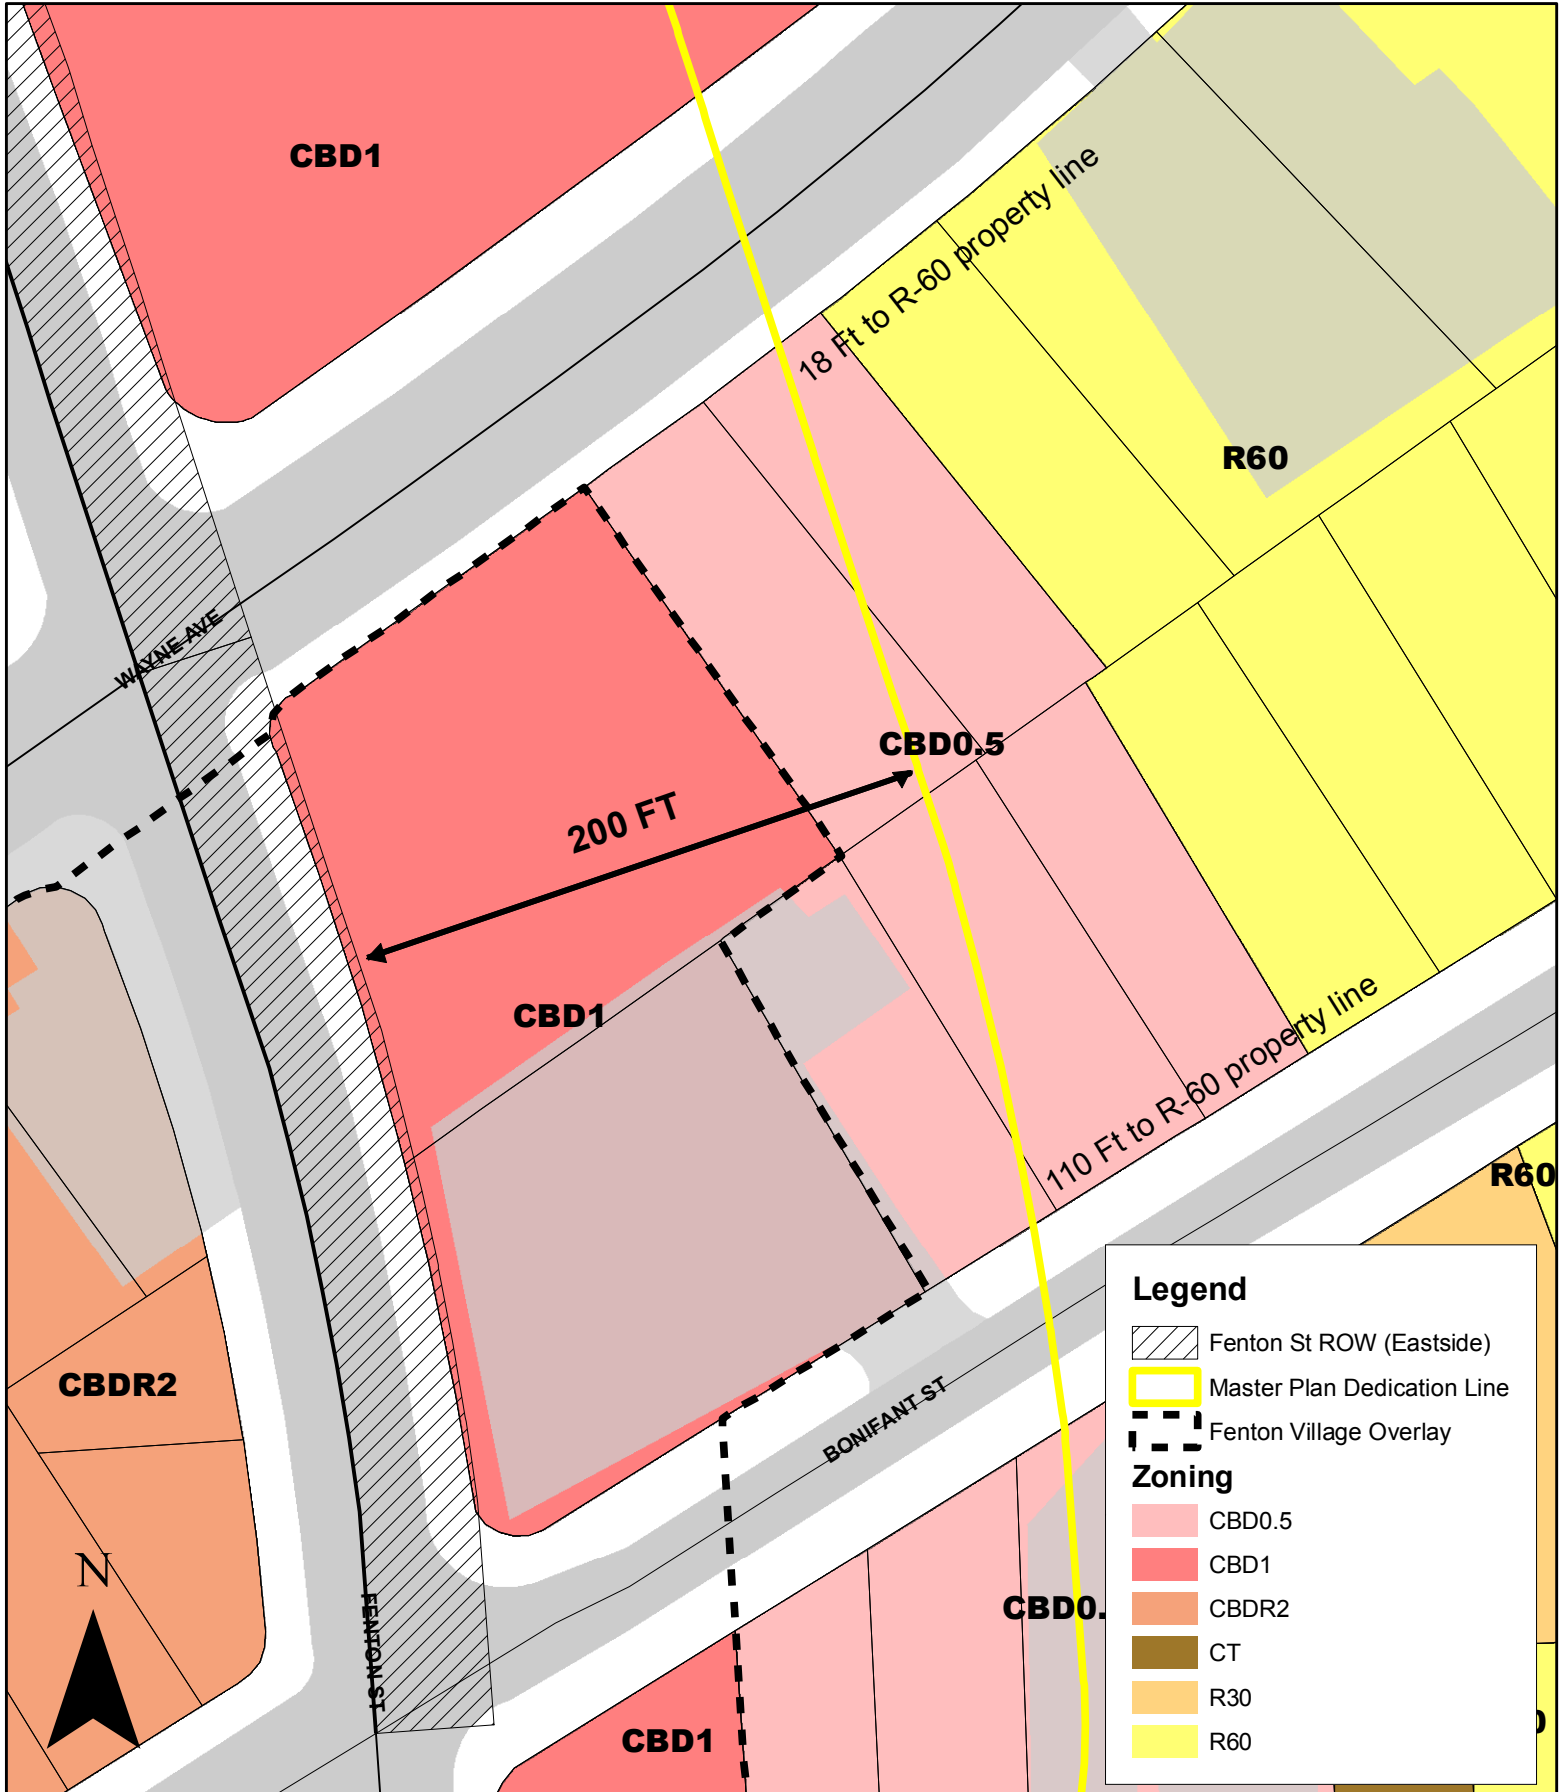 CBD1
18 Ft to R-60 property line
R60
WAYNE AVE
CBD0.5
200 FT
CBD1
110 Ft to R-60 property line
R60
CBDR2
BONIFANT ST
FENTON ST
N
CBD0.
CBD1
Legend
Fenton St ROW (Eastside)
Master Plan Dedication Line
Fenton Village Overlay
Zoning
CBD0.5
CBD1
CBDR2
CT
R30
R60
0